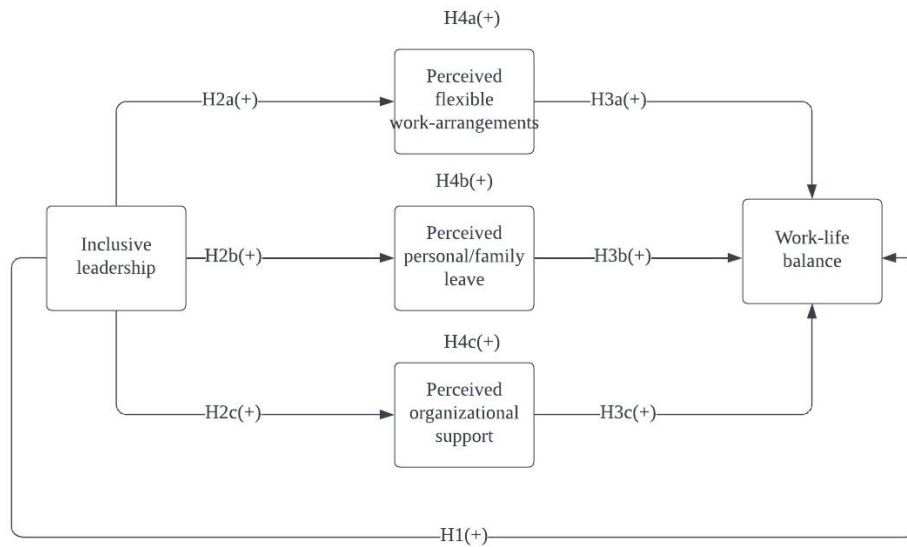 H4a(+)
Perceived
flexible
work-arrangements
H2a(+)
H3a(+)
H4b(+)
Inclusive
leadership
H2b(+)
Perceived
personal/family
leave
H3b(+)
Work-life
balance
H4c(+)
H2c(+)
Perceived
organizational
support
H3c(+)
H1(+)